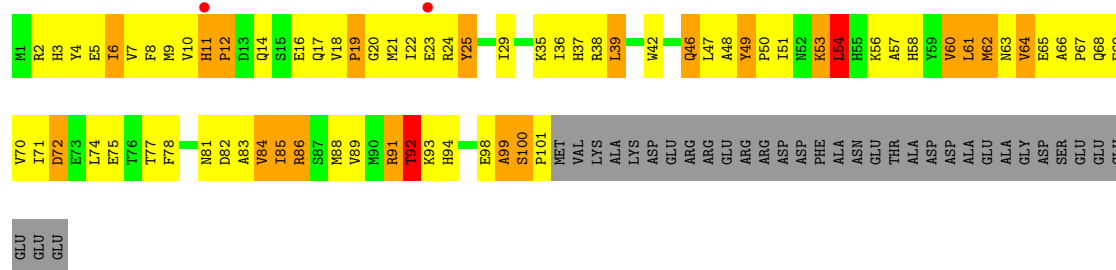 M1 R2 H3 Y4 E5 I6 V7 F8 M9 V10 H11 P12 D13 Q14 S15 E16 Q17 V18 P19 G20 M21 I22 E23 R24 Y25 I29 K35 I36 H37 R38 L39 W42 Q46 L47 A48 Y49 P50 I51 N52 K53 L54 H55 K56 A57 H58 Y59 V60 L61 M62 N63 V64 E65 A66 P67 Q68
V70 I71 D72 E73 L74 E75 T76 T77 F78 N81 D82 A83 V84 I85 R86 S87 M88 V89 M90 R91 T92 K93 H94 E98 A99 S100 P101 MET VAL LYS ALA LYS ASP GLU ARG ARG GLU ARG ARG ASP ASP PHE ALA ASN GLU THR ALA ASP ASP ALA GLU ALA GLY ASP SER GLU GLU
GLU GLU GLU